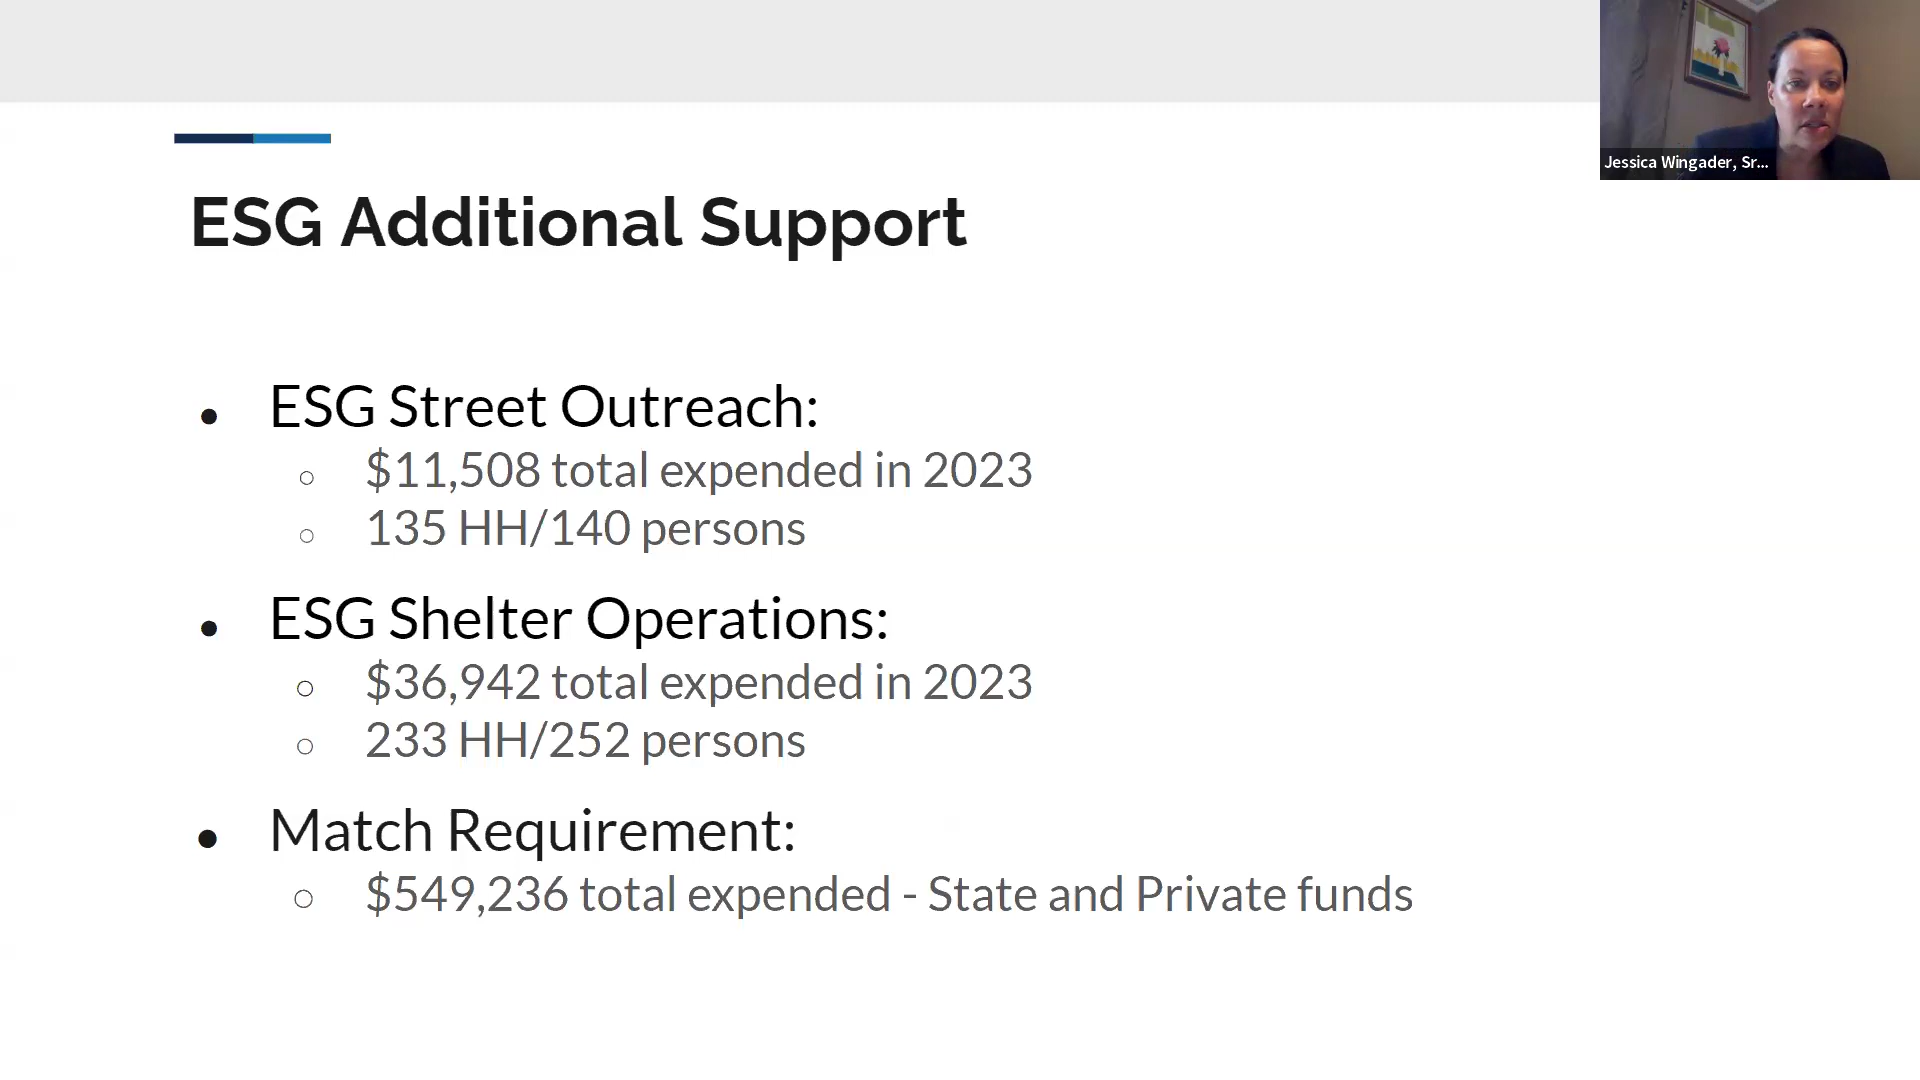 Jessica Wingader, Sr...
ESG Additional Support
● ESG Street Outreach:
○ $11,508 total expended in 2023
○ 135 HH/140 persons
● ESG Shelter Operations:
○ $36,942 total expended in 2023
○ 233 HH/252 persons
● Match Requirement:
○ $549,236 total expended - State and Private funds